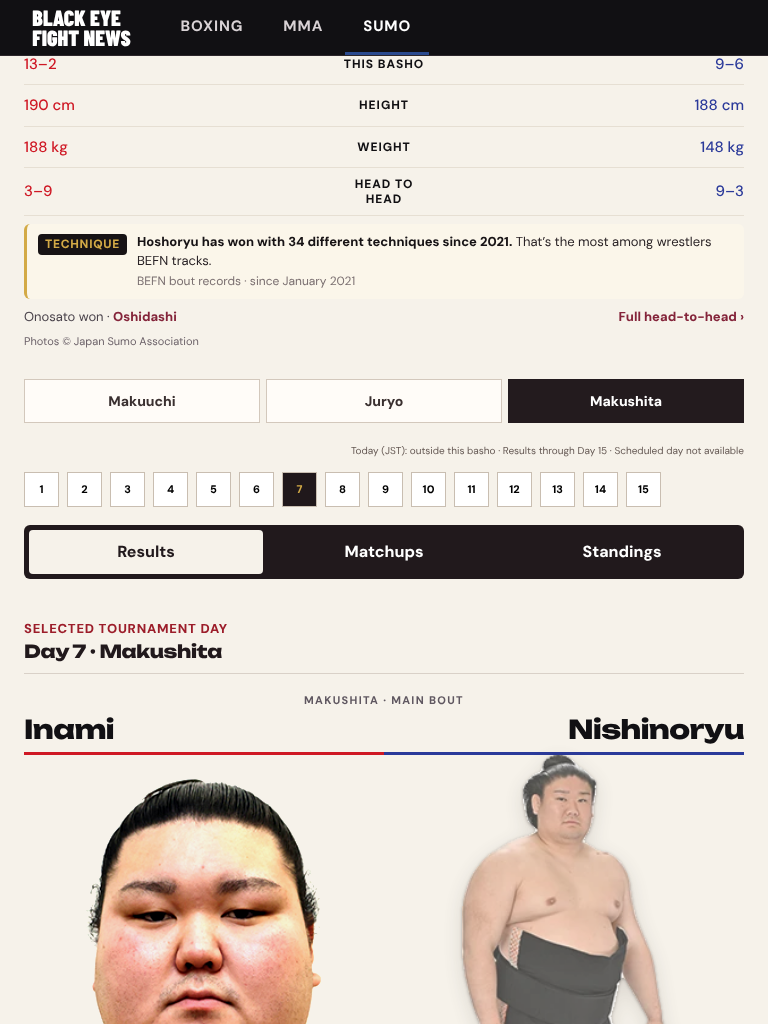 BLACK EYE
FIGHT NEWS
BOXING MMA SUMO
13–2 THIS BASHO 9–6
190 cm HEIGHT 188 cm
188 kg WEIGHT 148 kg
3–9 HEAD TO HEAD 9–3
TECHNIQUE Hoshoryu has won with 34 different techniques since 2021. That's the most among wrestlers
BEFN tracks.
BEFN bout records · since January 2021
Onosato won · Oshidashi Full head-to-head ›
Photos © Japan Sumo Association
Makuuchi Juryo Makushita
Today (JST): outside this basho · Results through Day 15 · Scheduled day not available
1 2 3 4 5 6 7 8 9 10 11 12 13 14 15
Results Matchups Standings
SELECTED TOURNAMENT DAY
Day 7 · Makushita
MAKUSHITA · MAIN BOUT
Inami Nishinoryu